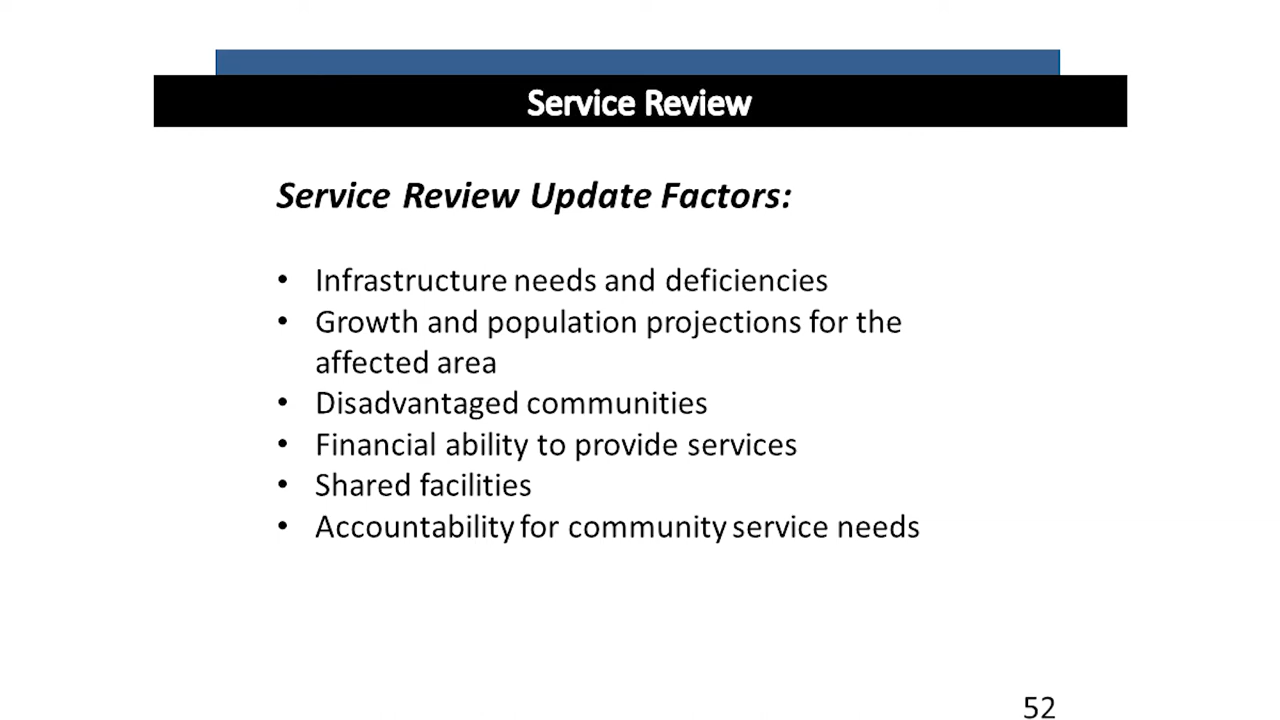 Service Review
Service Review Update Factors:
• Infrastructure needs and deficiencies
• Growth and population projections for the
affected area
• Disadvantaged communities
• Financial ability to provide services
• Shared facilities
• Accountability for community service needs
52